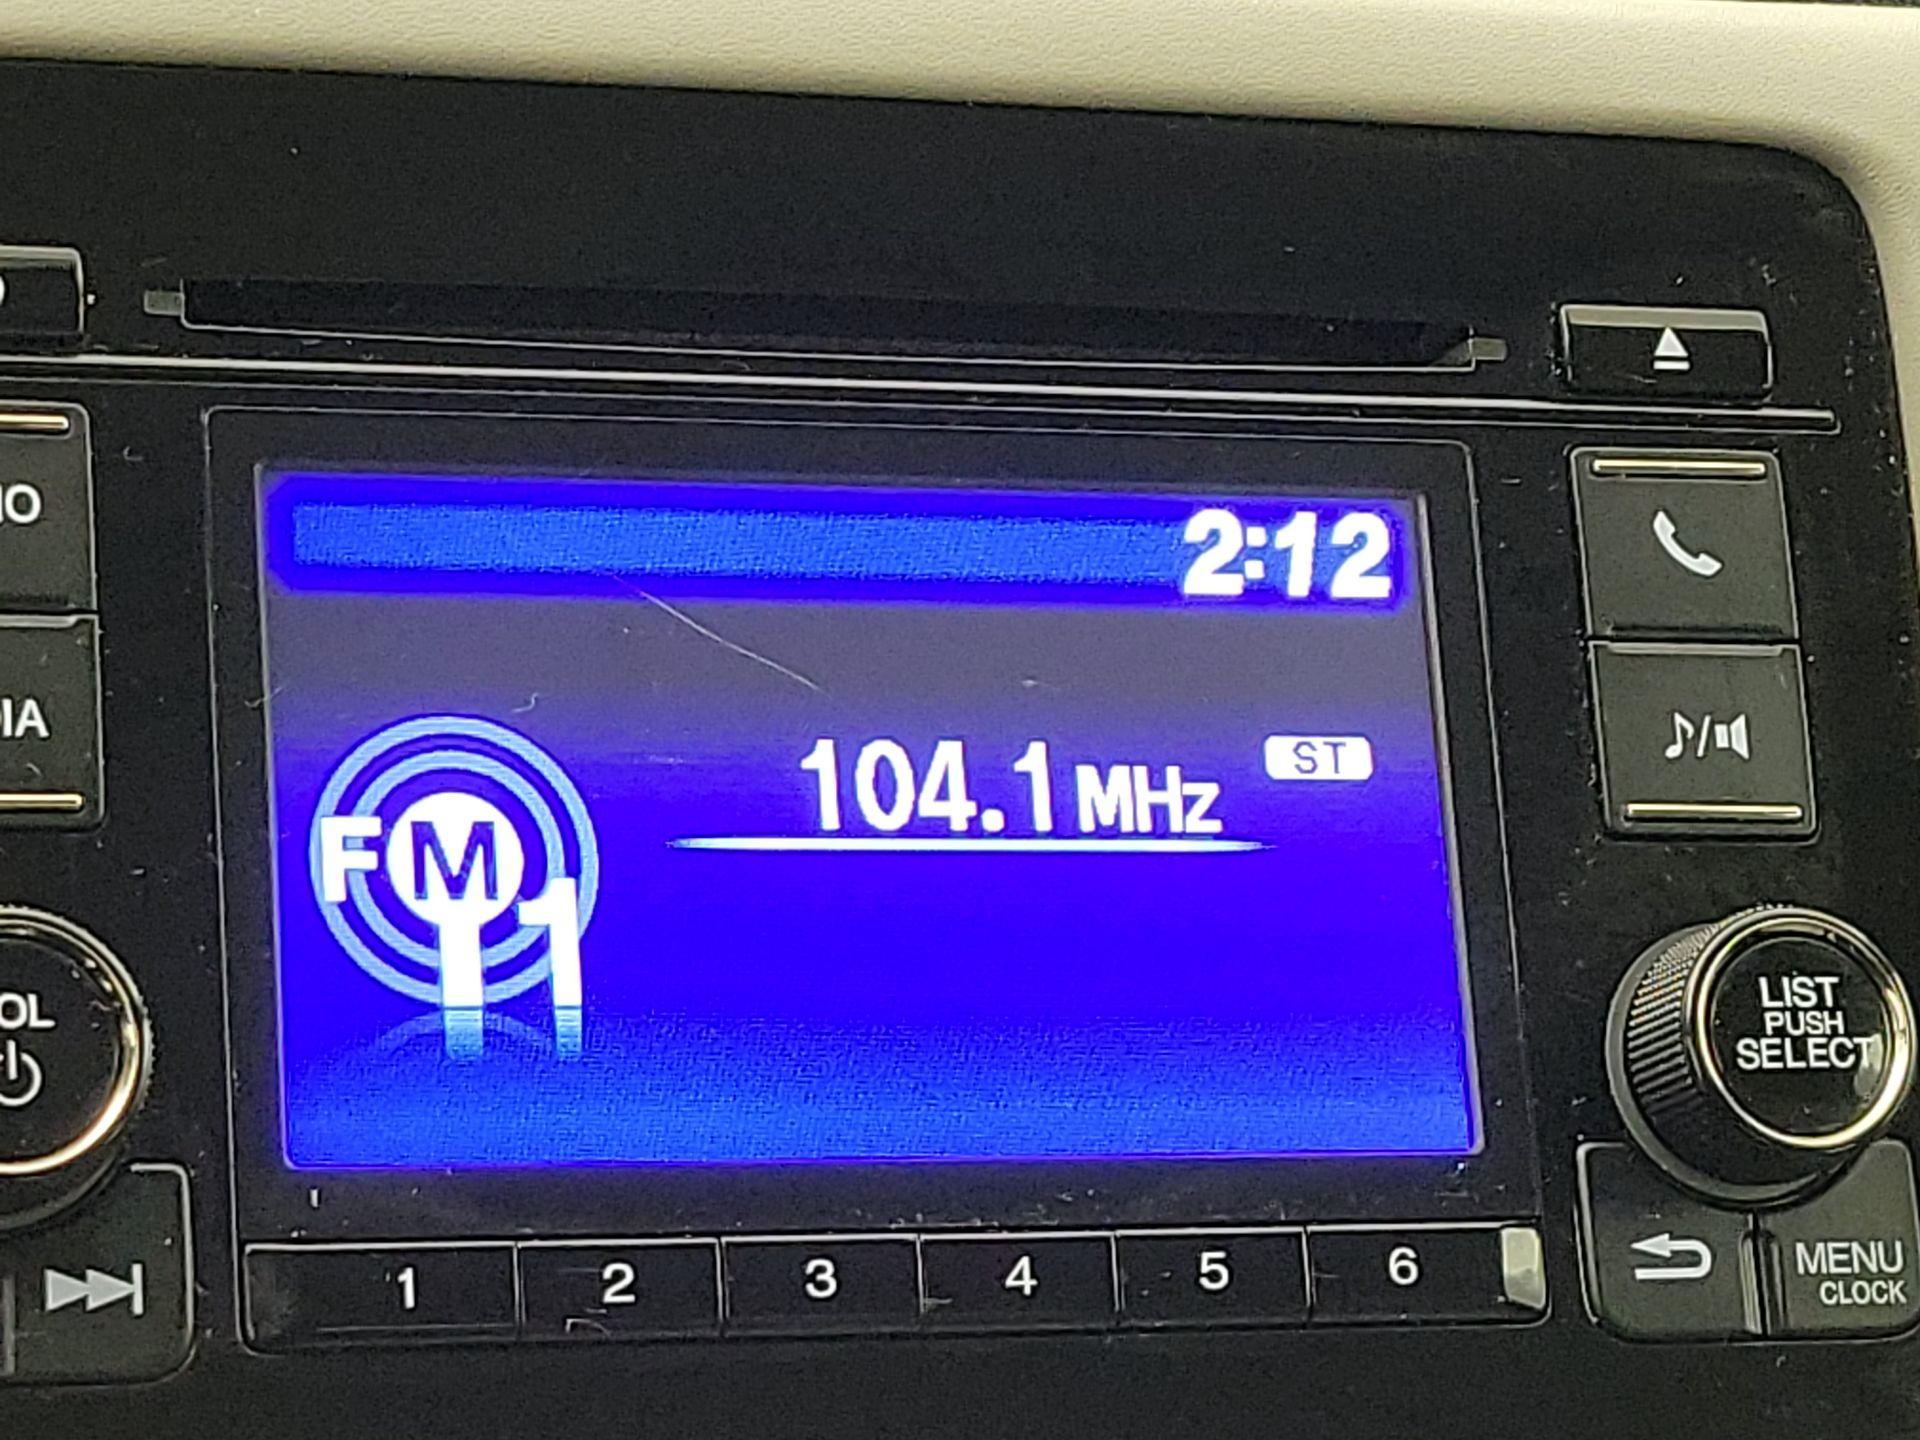 2:12
104.1 MHz
ST
FM
1
LIST
PUSH
SELECT
1 2 3 4 5 6
MENU
CLOCK